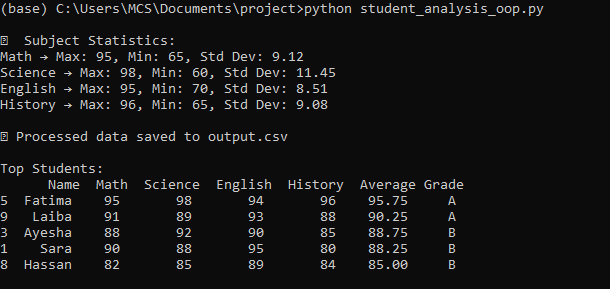 (base) C:\Users\MCS\Documents\project>python student_analysis_oop.py
Subject Statistics:
Math → Max: 95, Min: 65, Std Dev: 9.12
Science → Max: 98, Min: 60, Std Dev: 11.45
English → Max: 95, Min: 70, Std Dev: 8.51
History → Max: 96, Min: 65, Std Dev: 9.08
Processed data saved to output.csv
Top Students:
Name Math Science English History Average Grade
5 Fatima 95 98 94 96 95.75 A
9 Laiba 91 89 93 88 90.25 A
3 Ayesha 88 92 90 85 88.75 B
1 Sara 90 88 95 80 88.25 B
8 Hassan 82 85 89 84 85.00 B